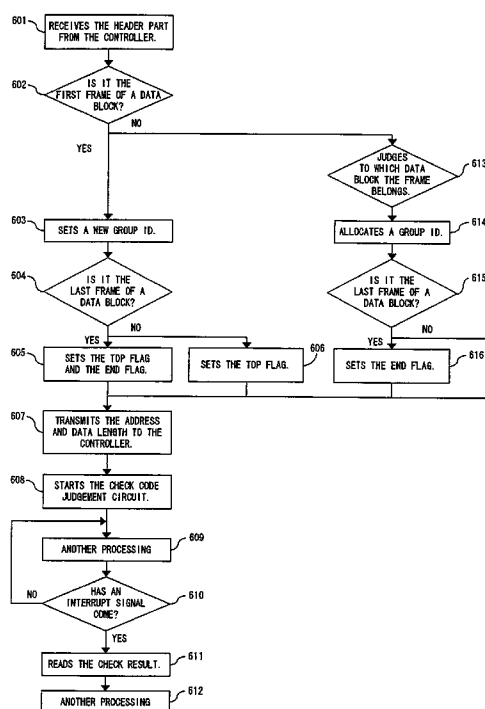 601
RECEIVES THE HEADER PART
FROM THE CONTROLLER.
602
IS IT THE
FIRST FRAME OF A DATA
BLOCK?
NO
YES
JUDGES
TO WHICH DATA
BLOCK THE FRAME
BELONGS.
613
603
SETS A NEW GROUP ID.
ALLOCATES A GROUP ID.
614
604
IS IT THE
LAST FRAME OF A
DATA BLOCK?
IS IT THE
LAST FRAME OF A
DATA BLOCK?
615
YES
NO
YES
NO
605
SETS THE TOP FLAG
AND THE END FLAG.
606
SETS THE TOP FLAG.
SETS THE END FLAG.
616
607
TRANSMITS THE ADDRESS
AND DATA LENGTH TO THE
CONTROLLER.
608
STARTS THE CHECK CODE
JUDGEMENT CIRCUIT.
ANOTHER PROCESSING
609
HAS AN
INTERRUPT SIGNAL
COME?
610
NO
YES
READS THE CHECK RESULT.
611
ANOTHER PROCESSING
612